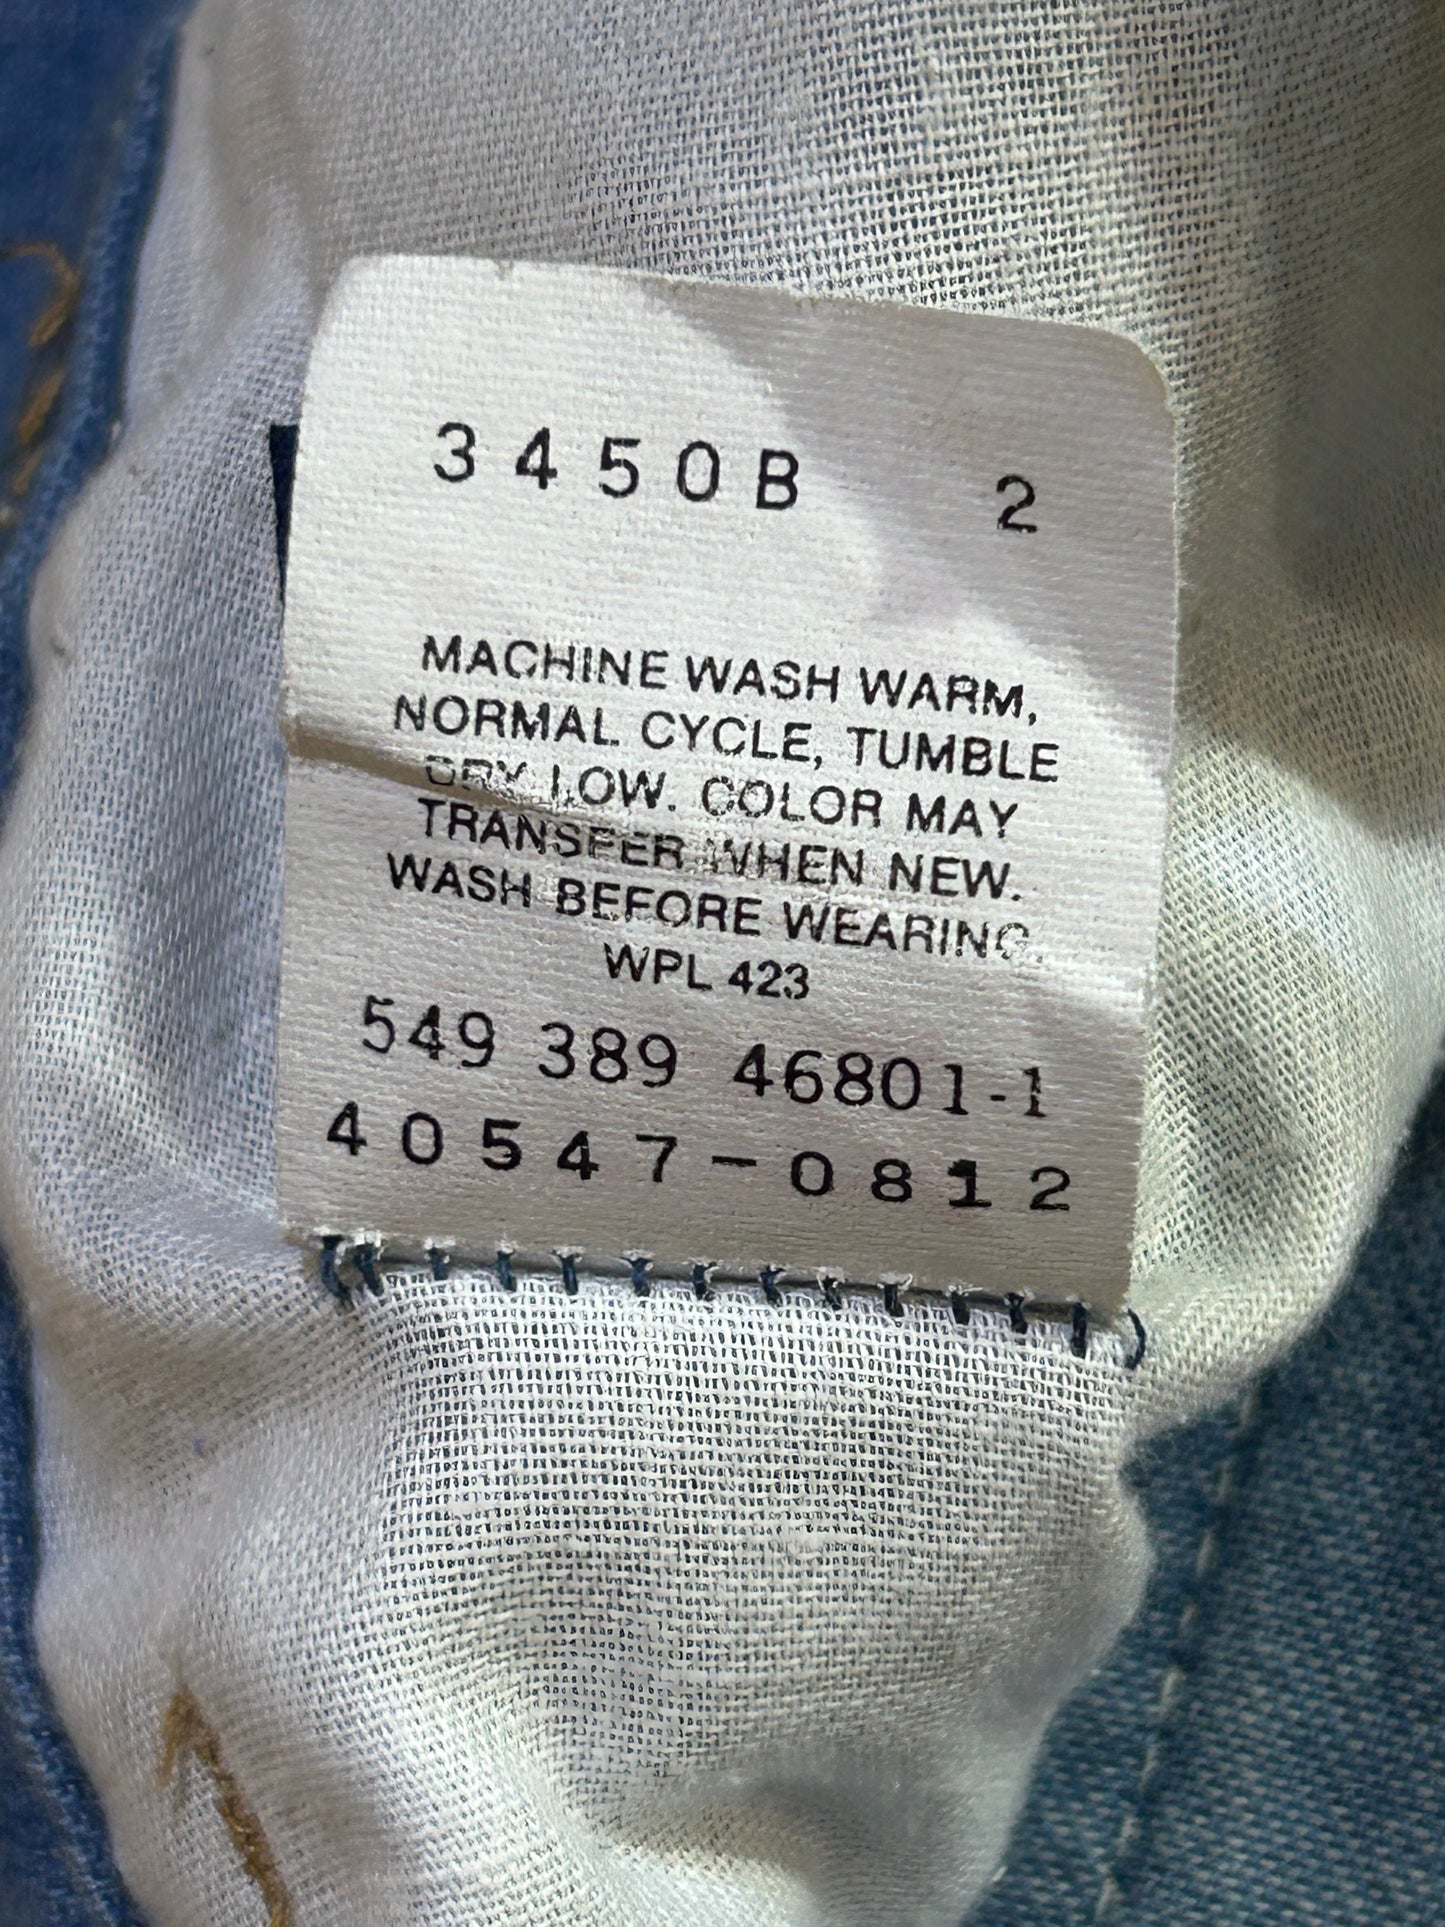 3450B 2
MACHINE WASH WARM,
NORMAL CYCLE, TUMBLE
DRY LOW. COLOR MAY
TRANSFER WHEN NEW.
WASH BEFORE WEARING.
WPL 423
549 389 46801-1
40547-0812